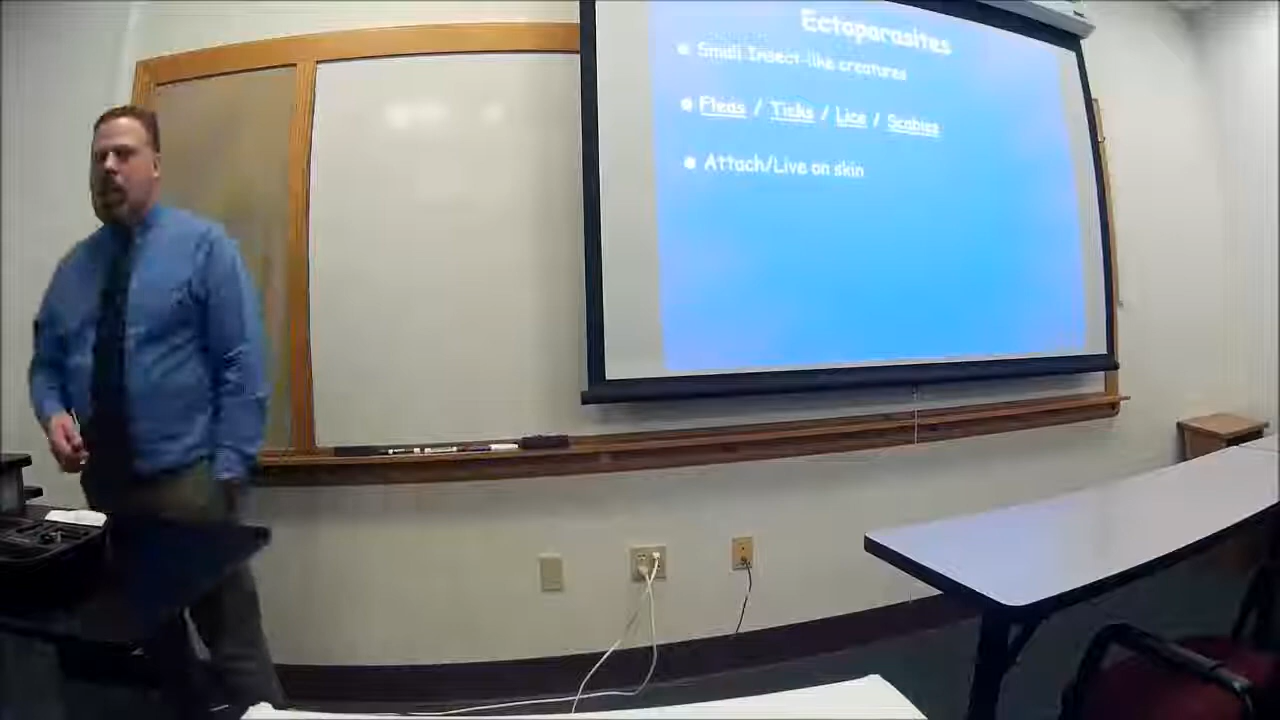 Ectoparasites
Small Insect-like creatures
Fleas / Ticks / Lice / Scabies
Attach/Live on skin